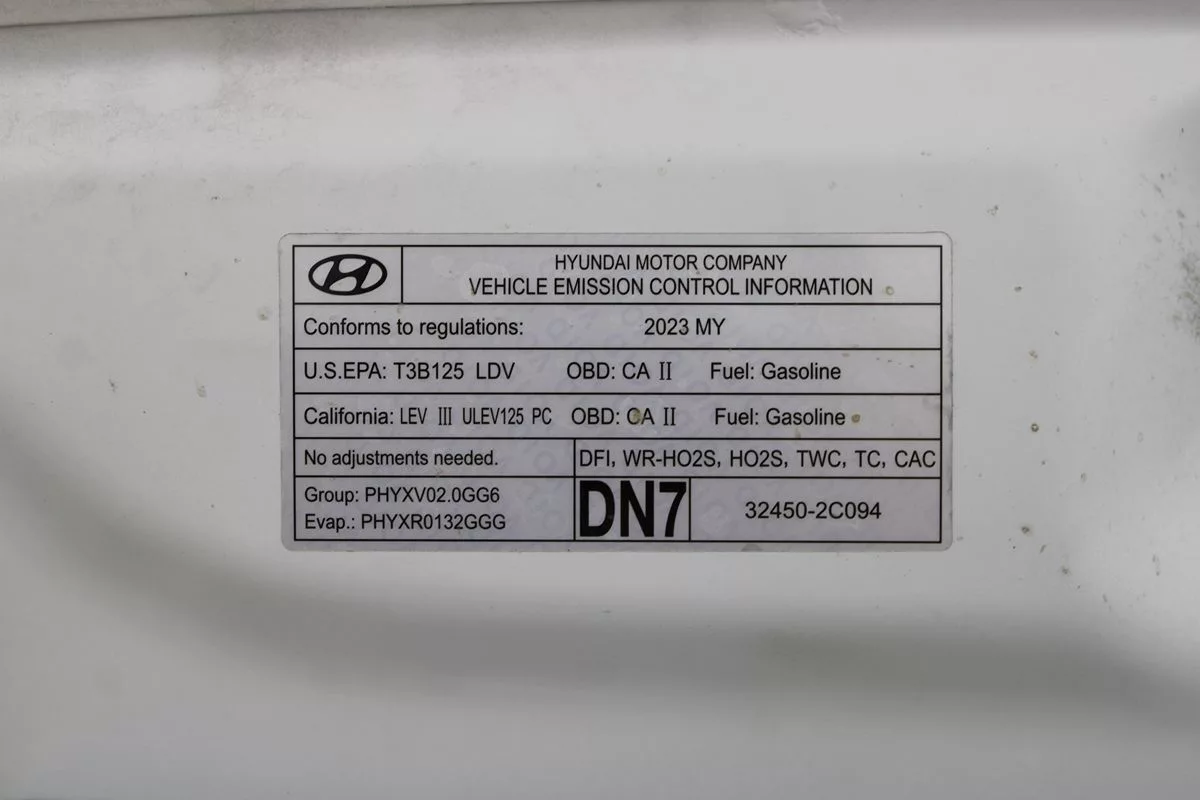 HYUNDAI MOTOR COMPANY
VEHICLE EMISSION CONTROL INFORMATION
Conforms to regulations: 2023 MY
U.S.EPA: T3B125 LDV OBD: CA II Fuel: Gasoline
California: LEV III ULEV125 PC OBD: CA II Fuel: Gasoline
No adjustments needed. DFI, WR-HO2S, HO2S, TWC, TC, CAC
Group: PHYXV02.0GG6
Evap.: PHYXR0132GGG
DN7
32450-2C094